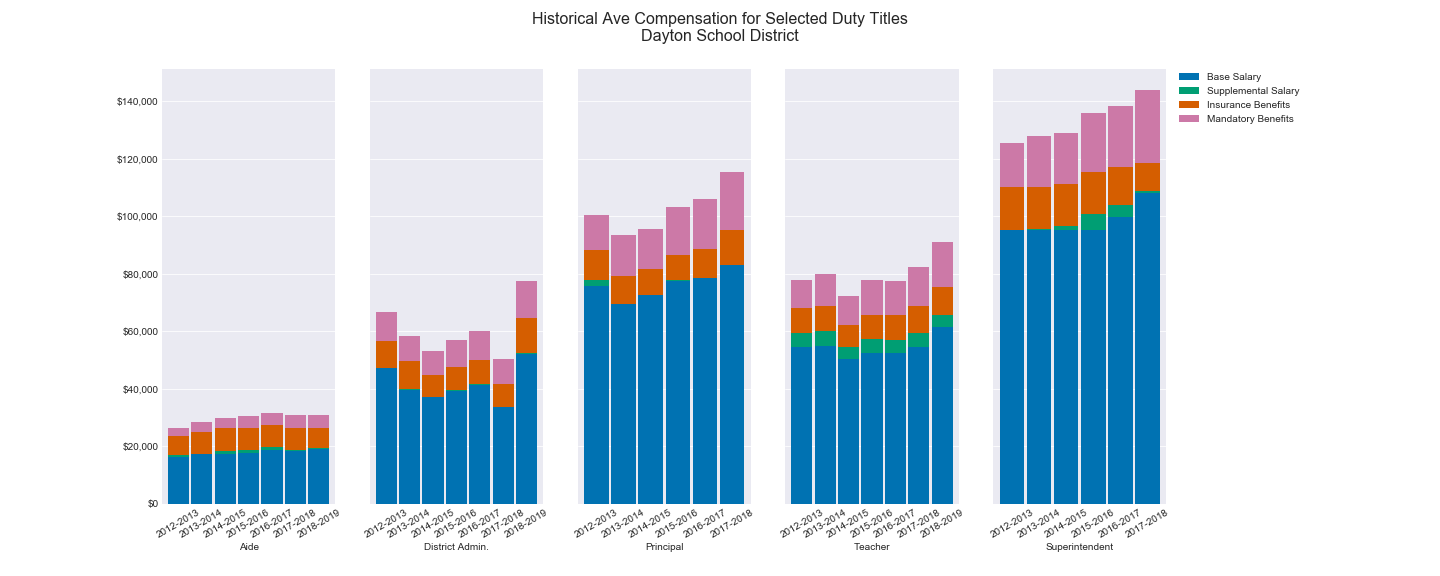 Historical Ave Compensation for Selected Duty Titles
Dayton School District
Base Salary
Supplemental Salary
Insurance Benefits
Mandatory Benefits
$140,000
$120,000
$100,000
$80,000
$60,000
$40,000
$20,000
$0
2012-2013 2013-2014 2014-2015 2015-2016 2016-2017 2017-2018 2018-2019
Aide
2012-2013 2013-2014 2014-2015 2015-2016 2016-2017 2017-2018 2018-2019
District Admin.
2012-2013 2013-2014 2014-2015 2015-2016 2016-2017 2017-2018
Principal
2012-2013 2013-2014 2014-2015 2015-2016 2016-2017 2017-2018 2018-2019
Teacher
2012-2013 2013-2014 2014-2015 2015-2016 2016-2017 2017-2018
Superintendent